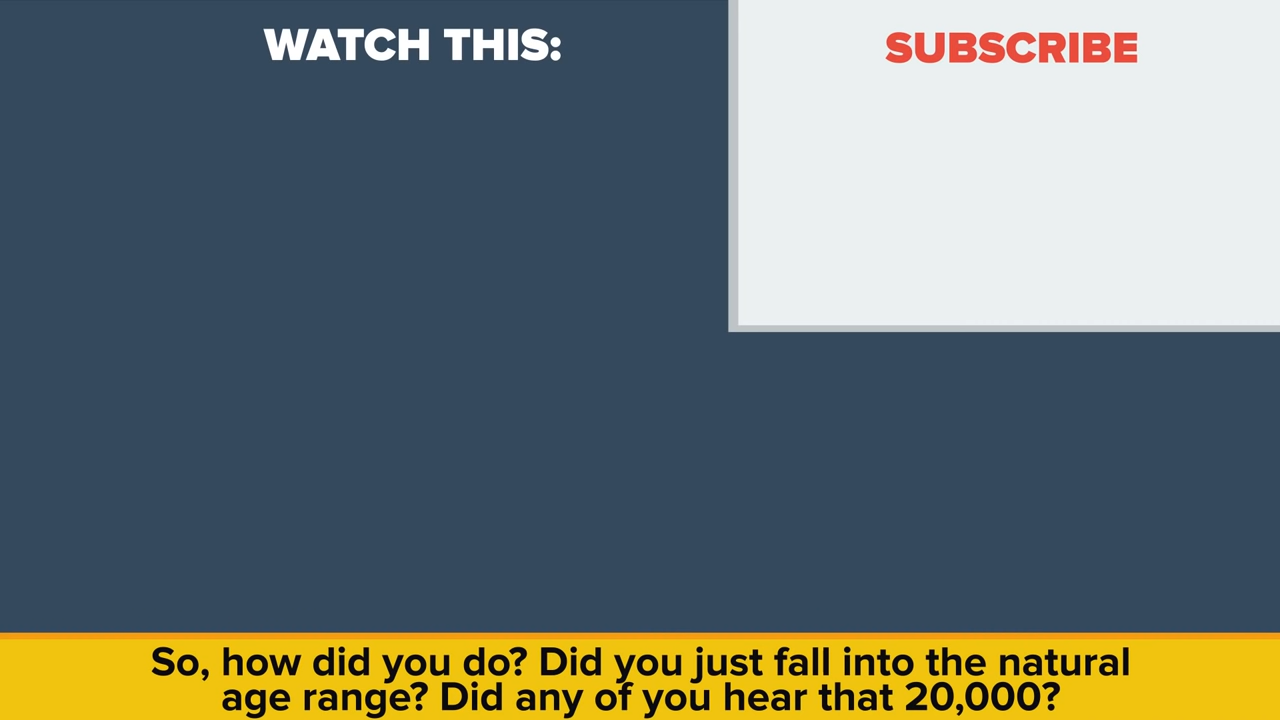 WATCH THIS:
SUBSCRIBE
So, how did you do? Did you just fall into the natural
age range? Did any of you hear that 20,000?